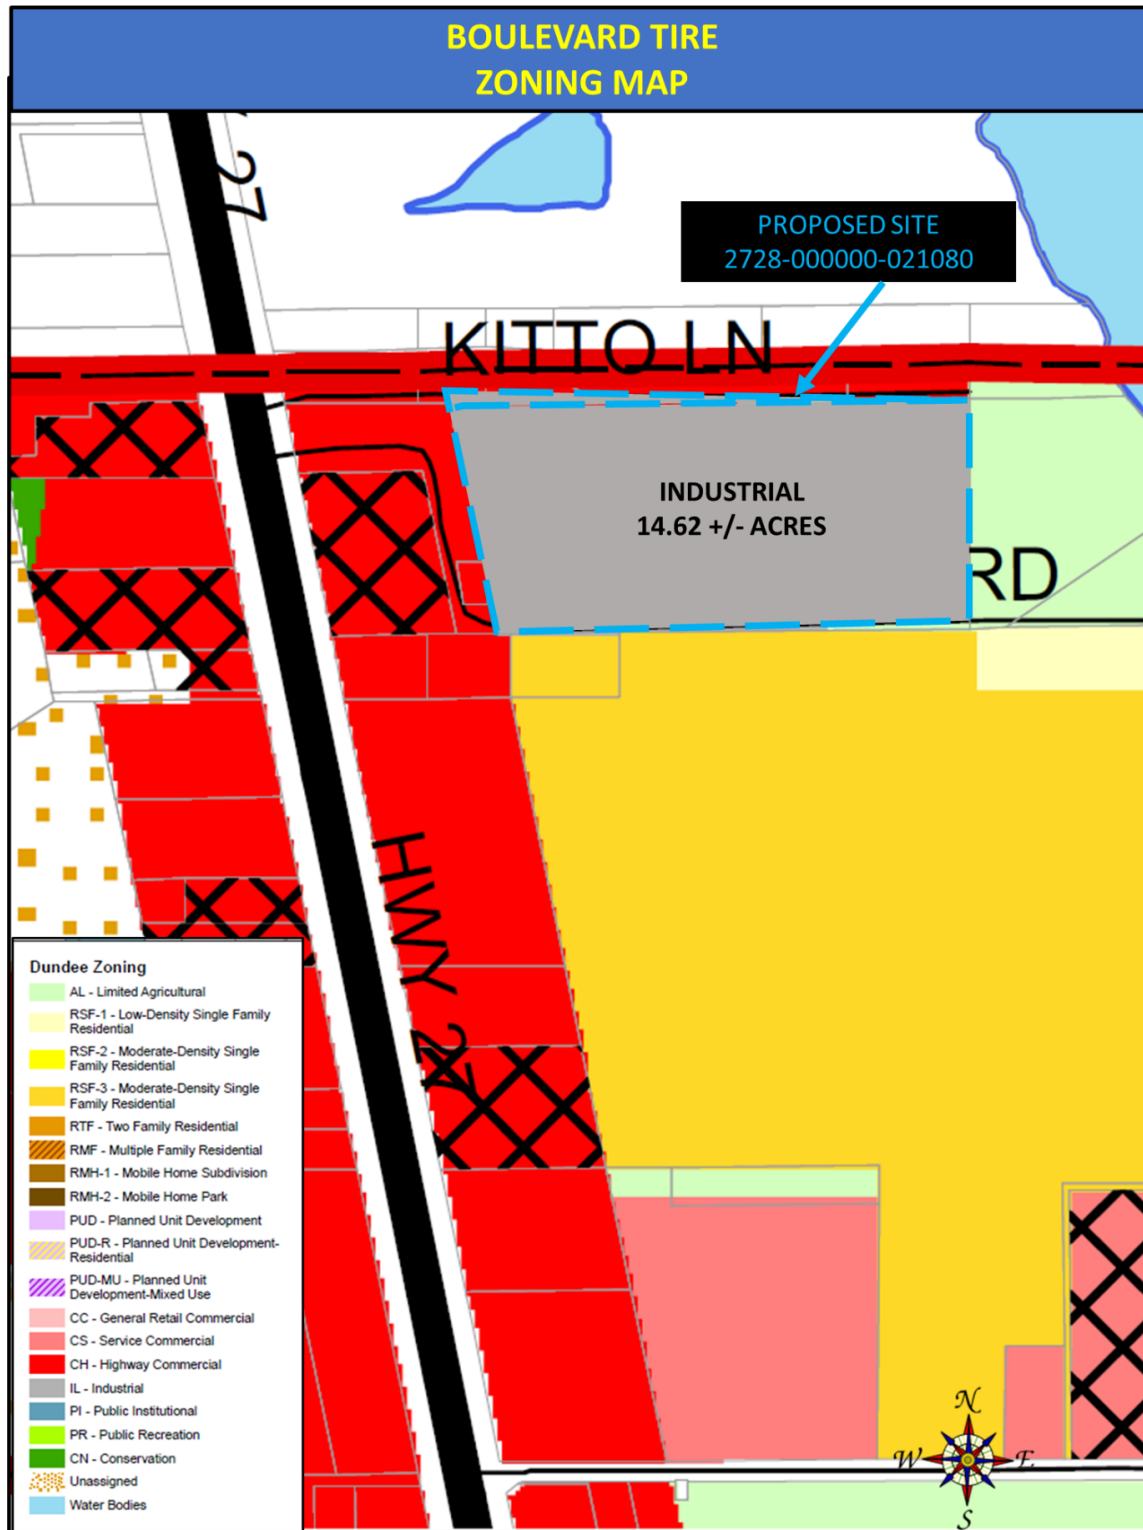 BOULEVARD TIRE
ZONING MAP
27
PROPOSED SITE
2728-000000-021080
KITTO LN
INDUSTRIAL
14.62 +/- ACRES
RD
HWY 27
Dundee Zoning
AL - Limited Agricultural
RSF-1 - Low-Density Single Family
Residential
RSF-2 - Moderate-Density Single
Family Residential
RSF-3 - Moderate-Density Single
Family Residential
RTF - Two Family Residential
RMF - Multiple Family Residential
RMH-1 - Mobile Home Subdivision
RMH-2 - Mobile Home Park
PUD - Planned Unit Development
PUD-R - Planned Unit Development-
Residential
PUD-MU - Planned Unit
Development-Mixed Use
CC - General Retail Commercial
CS - Service Commercial
CH - Highway Commercial
IL - Industrial
PI - Public Institutional
PR - Public Recreation
CN - Conservation
Unassigned
Water Bodies
N
W E
S